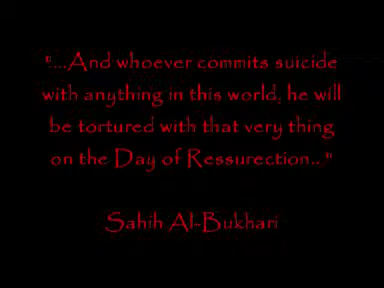 "....And whoever commits suicide
with anything in this world, he will
be tortured with that very thing
on the Day of Ressurection.. "
Sahih Al-Bukhari